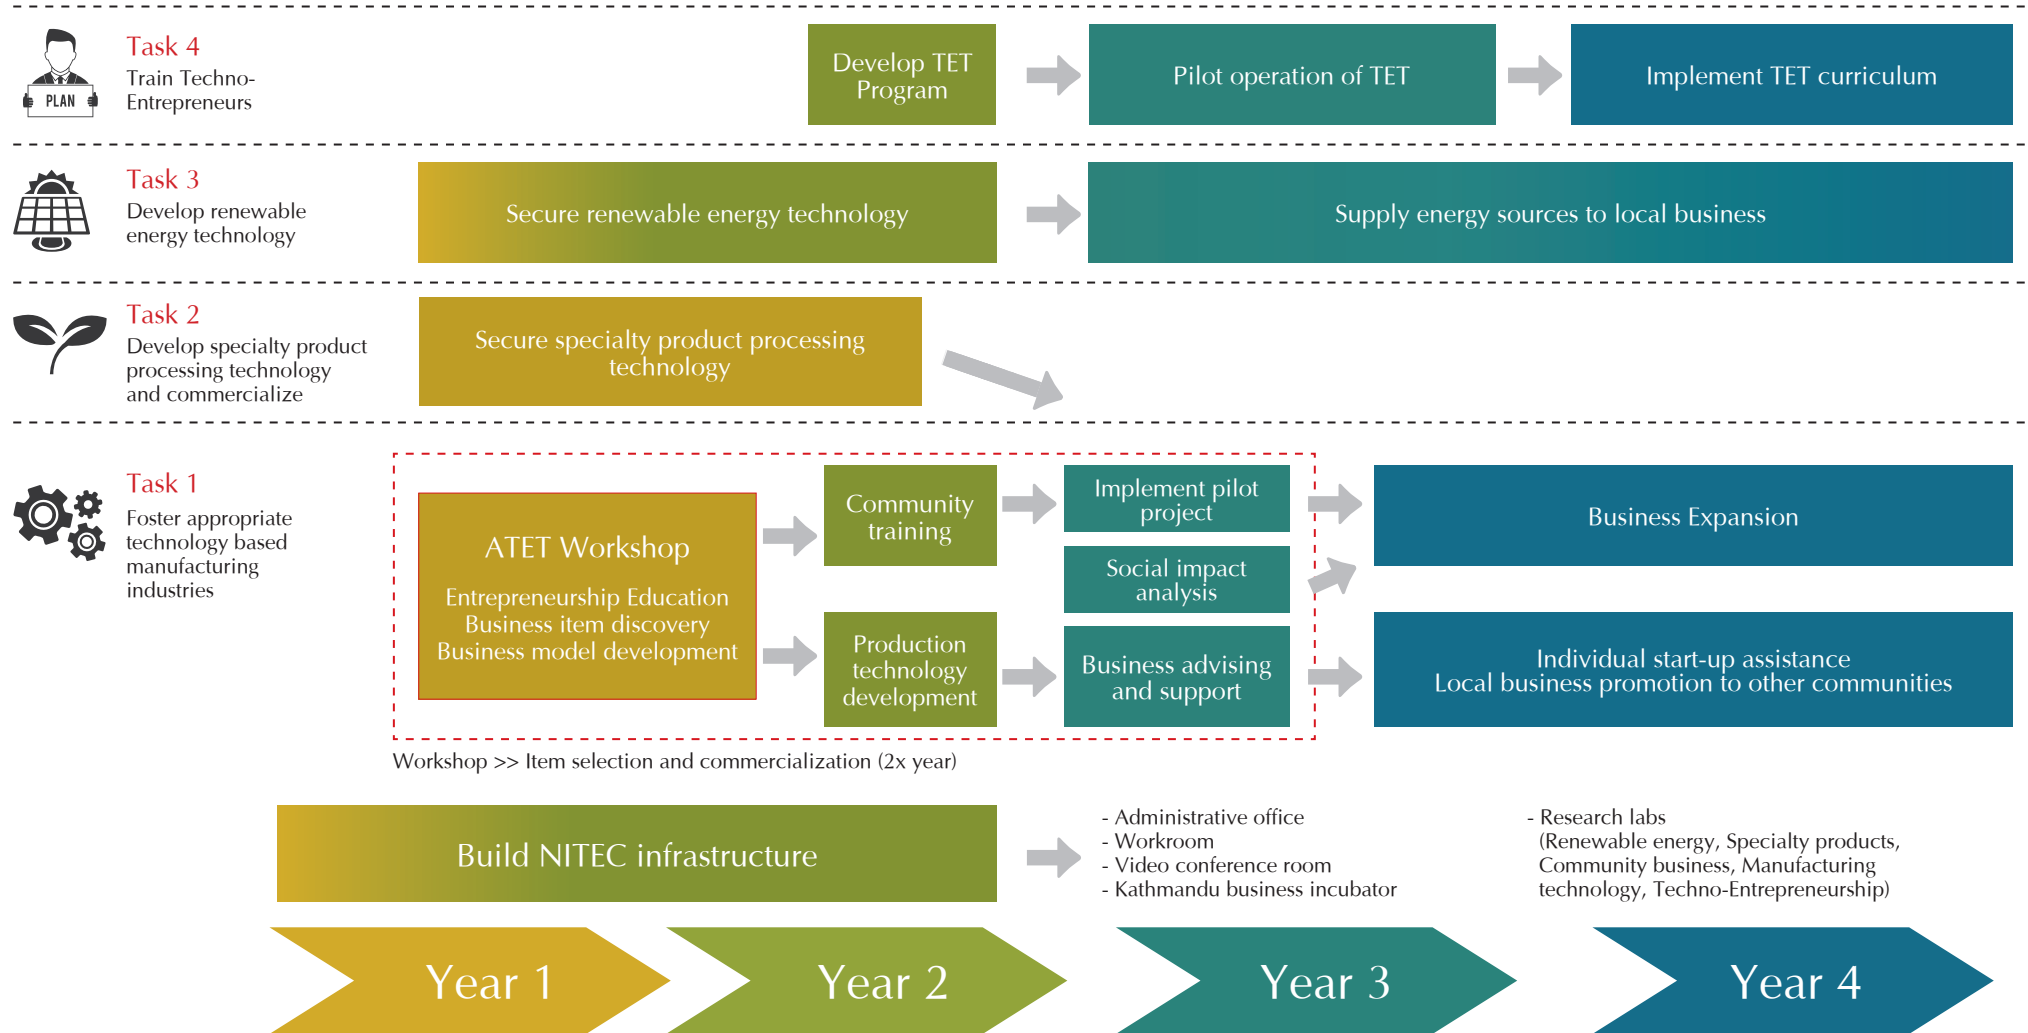 Task 4
Train Techno-
Entrepreneurs
PLAN
Develop TET
Program
Pilot operation of TET
Implement TET curriculum
Task 3
Develop renewable
energy technology
Secure renewable energy technology
Supply energy sources to local business
Task 2
Develop specialty product
processing technology
and commercialize
Secure specialty product processing
technology
Task 1
Foster appropriate
technology based
manufacturing
industries
ATET Workshop
Entrepreneurship Education
Business item discovery
Business model development
Community
training
Production
technology
development
Implement pilot
project
Social impact
analysis
Business advising
and support
Business Expansion
Individual start-up assistance
Local business promotion to other communities
Workshop >> Item selection and commercialization (2x year)
Build NITEC infrastructure
- Administrative office
- Workroom
- Video conference room
- Kathmandu business incubator
- Research labs
(Renewable energy, Specialty products,
Community business, Manufacturing
technology, Techno-Entrepreneurship)
Year 1
Year 2
Year 3
Year 4